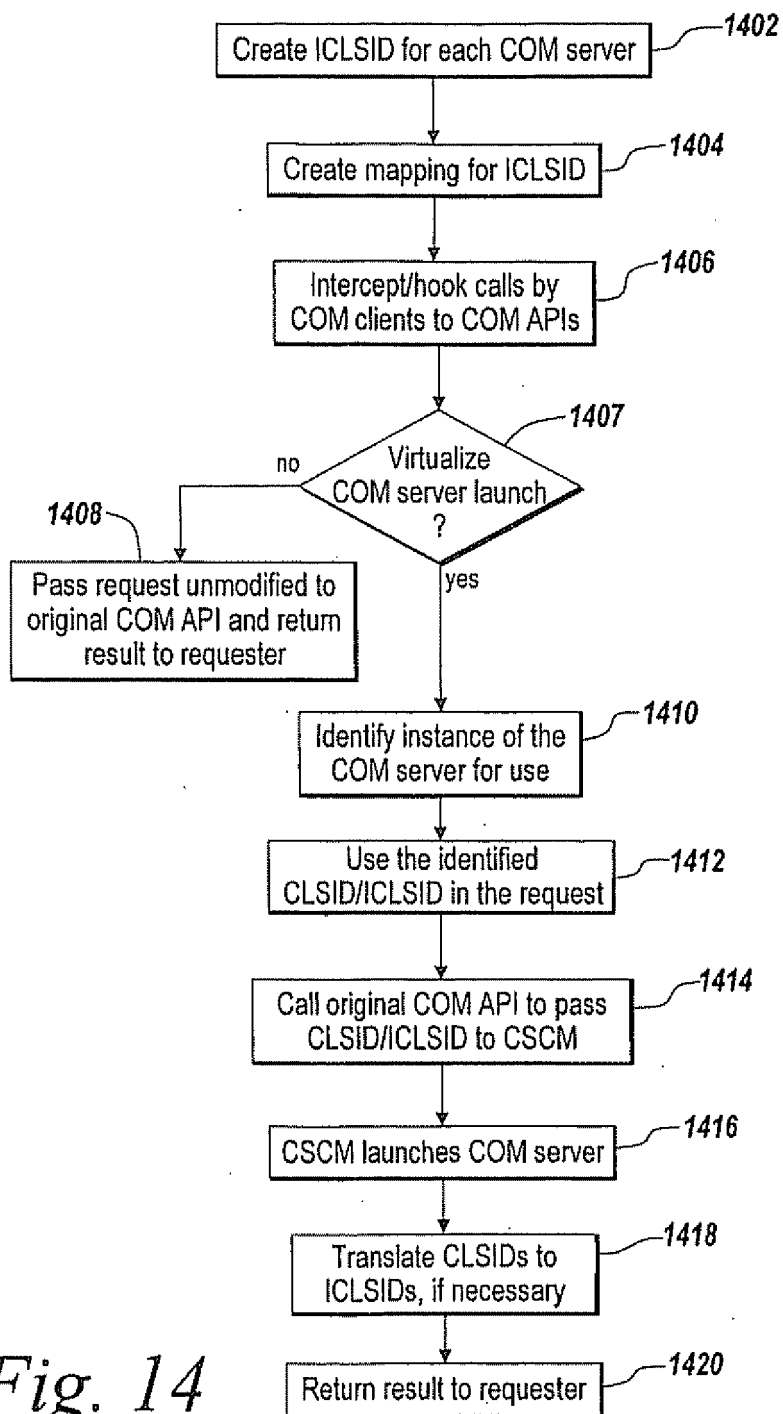 1402
Create ICLSID for each COM server
1404
Create mapping for ICLSID
1406
Intercept/hook calls by
COM clients to COM APIs
1407
no
Virtualize
COM server launch
?
1408
yes
Pass request unmodified to
original COM API and return
result to requester
1410
Identify instance of the
COM server for use
Use the identified
1412
CLSID/ICLSID in the request
1414
Call original COM API to pass
CLSID/ICLSID to CSCM
1416
CSCM launches COM server
1418
Translate CLSIDs to
ICLSIDs, if necessary
1420
Return result to requester
Fig. 14